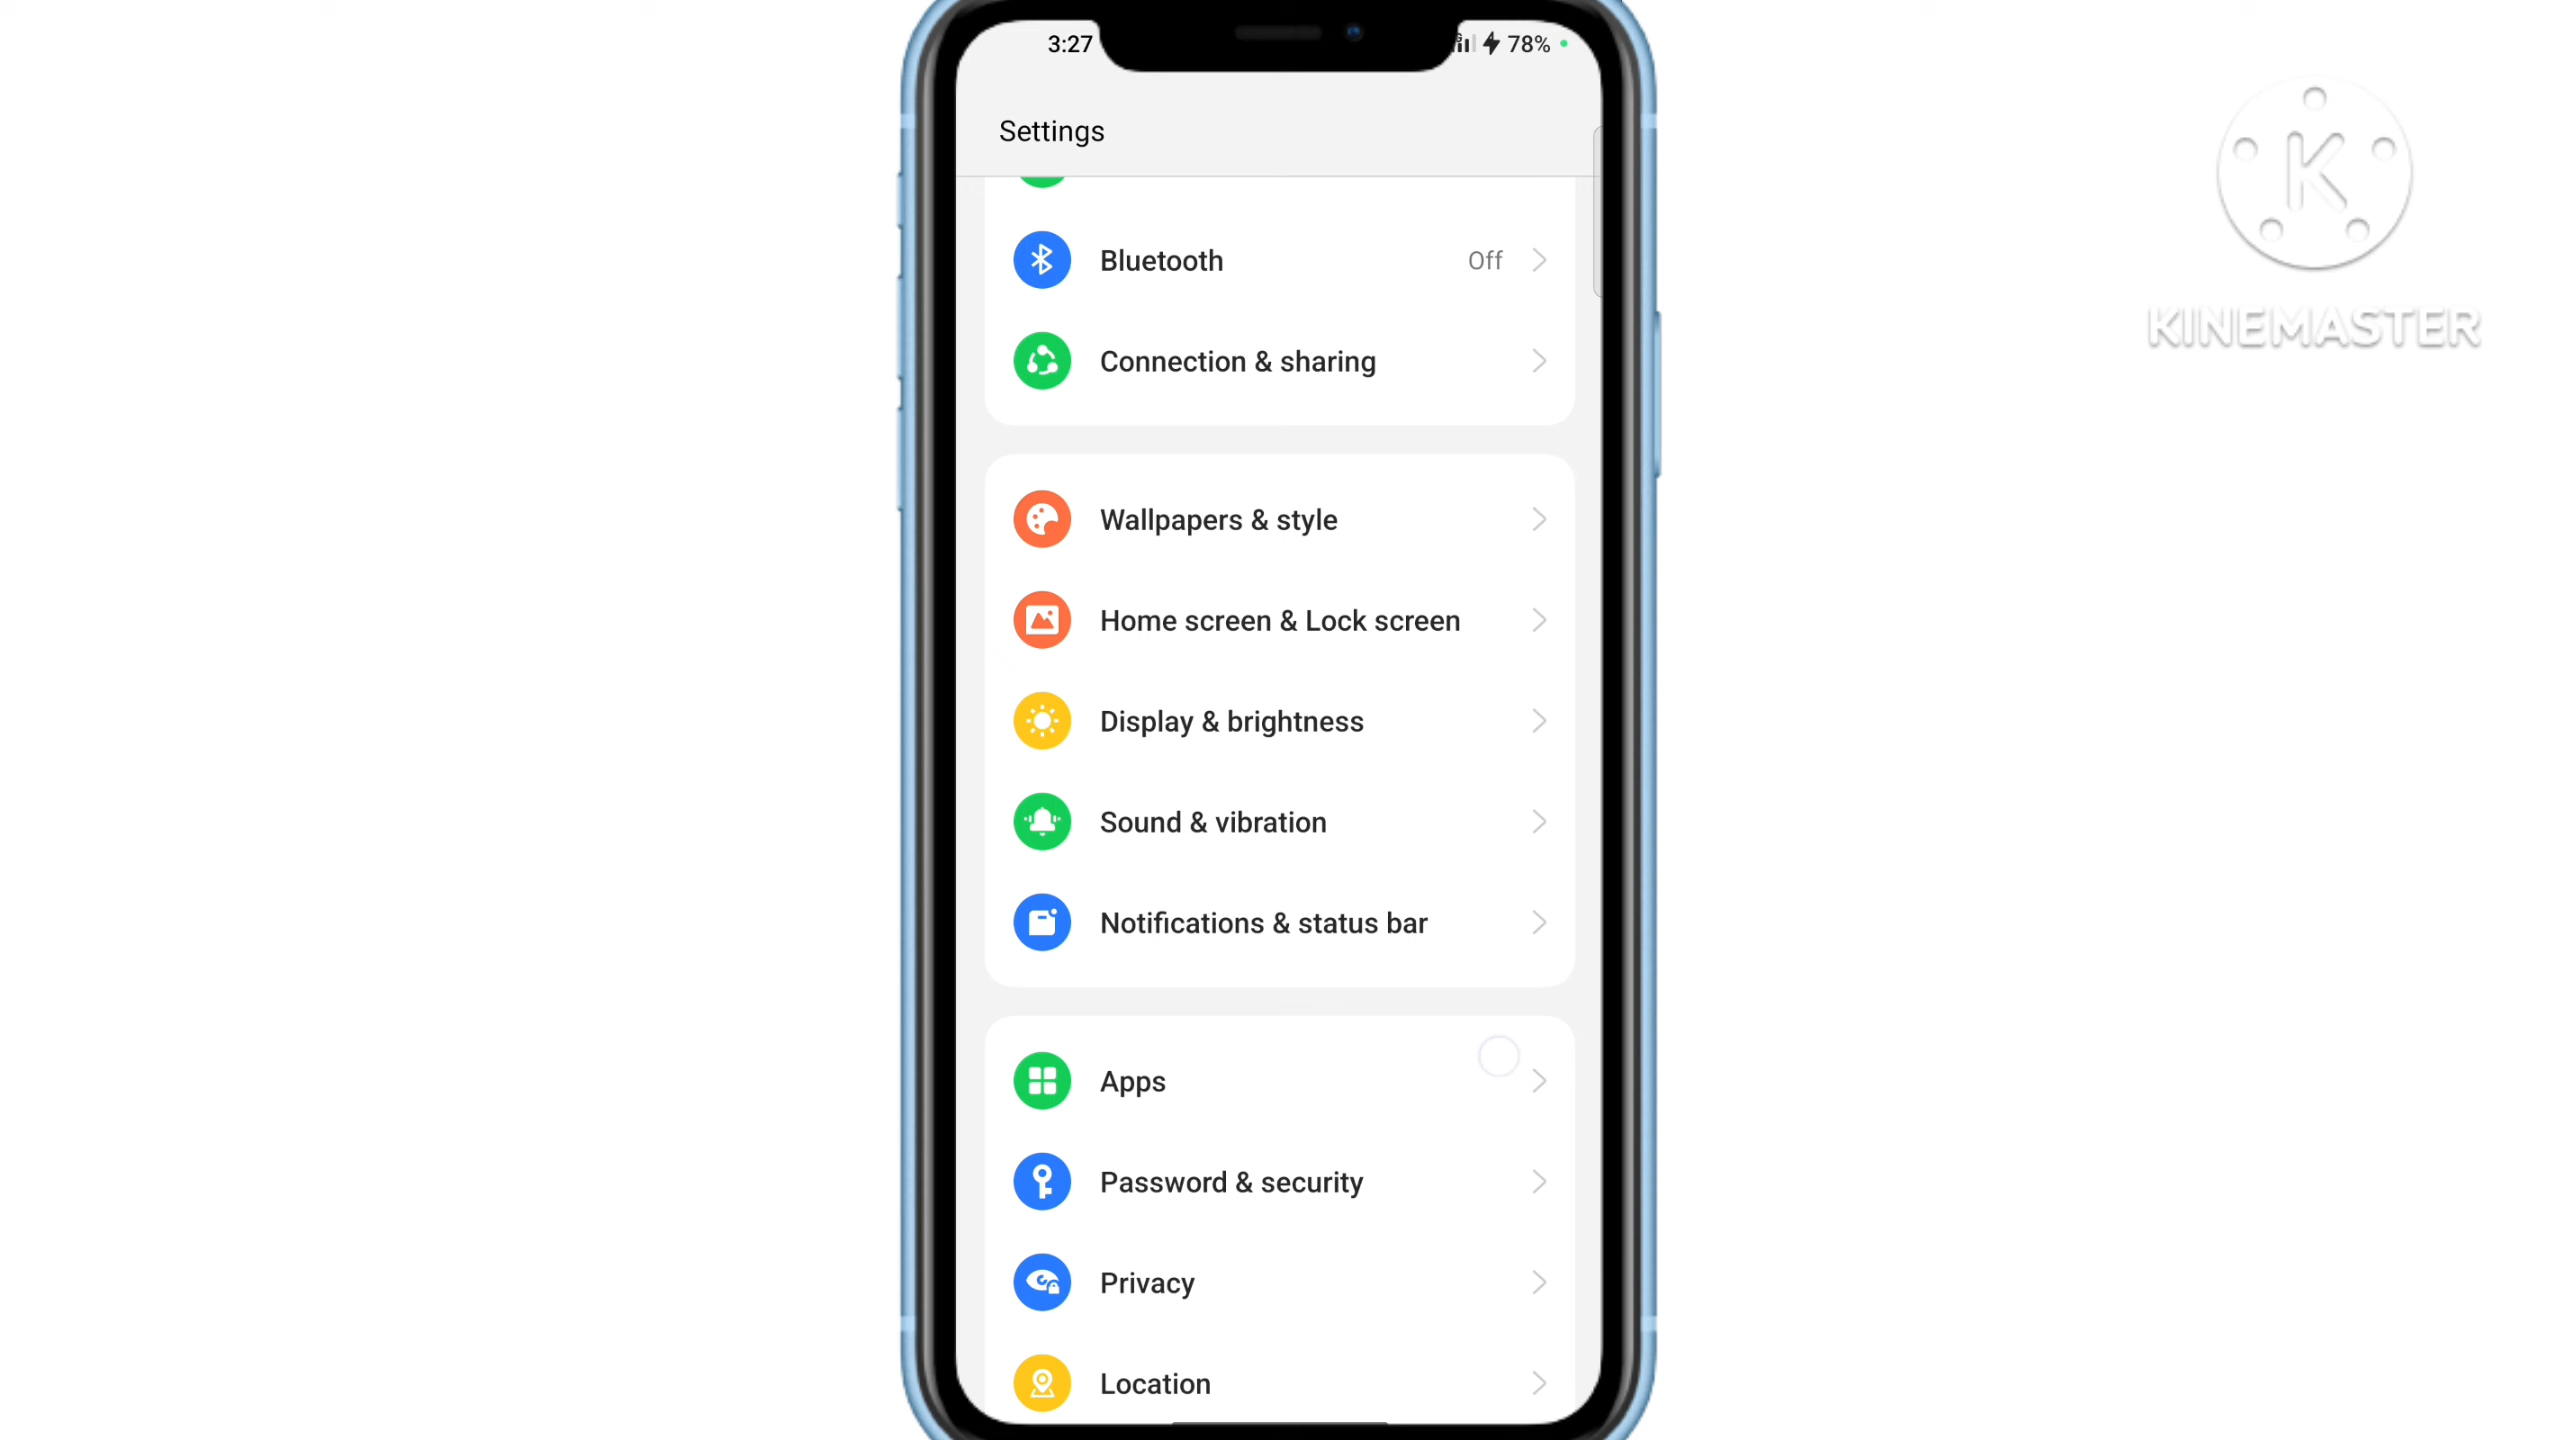 3:27
78%
Settings
Bluetooth
Off
Connection & sharing
Wallpapers & style
Home screen & Lock screen
Display & brightness
Sound & vibration
Notifications & status bar
Apps
Password & security
Privacy
Location
K
KINEMASTER